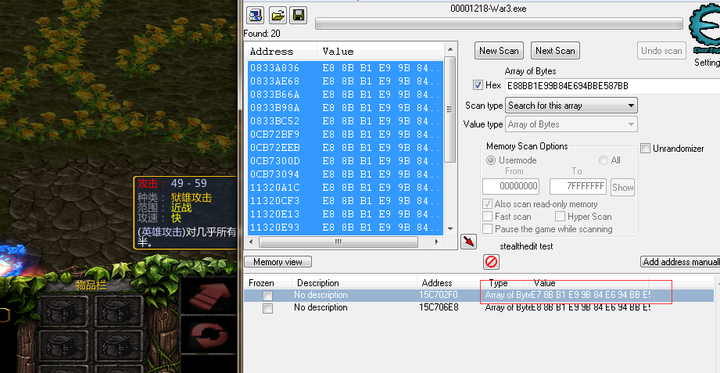 00001218-War3.exe
Found: 20
Address Value
0833A836 E8 8B B1 E9 9B 84..
0833AE68 E8 8B B1 E9 9B 84..
0833B66A E8 8B B1 E9 9B 84..
0833B98A E8 8B B1 E9 9B 84..
0833BC52 E8 8B B1 E9 9B 84..
0CB72BF9 E8 8B B1 E9 9B 84..
0CB72EEB E8 8B B1 E9 9B 84..
0CB7300D E8 8B B1 E9 9B 84..
0CB73094 E8 8B B1 E9 9B 84..
11320A1C E8 8B B1 E9 9B 84..
11320CF3 E8 8B B1 E9 9B 84..
11320E13 E8 8B B1 E9 9B 84..
11320E93 E8 8B B1 E9 9B 84..
New Scan Next Scan Undo scan
Setting
Array of Bytes
Hex E88BB1E99B84E694BBE587BB
Scan type Search for this array
Value type Array of Bytes
Memory Scan Options
Unrandomizer
Usermode All
From To
00000000 7FFFFFFF Show
Also scan read-only memory
Fast scan Hyper Scan
Pause the game while scanning
stealthedit test
Memory view Add address manuall
Frozen Description Address Type Value
No description 15C702F0 Array of Byte E7 8B B1 E9 9B 84 E6 94 BB E5
No description 15C706E8 Array of Byte E8 8B B1 E9 9B 84 E6 94 BB E5
攻击： 49 - 59
种类： 狱雄攻击
范围： 近战
攻速： 快
(英雄攻击)对几乎所有
半。
物品栏